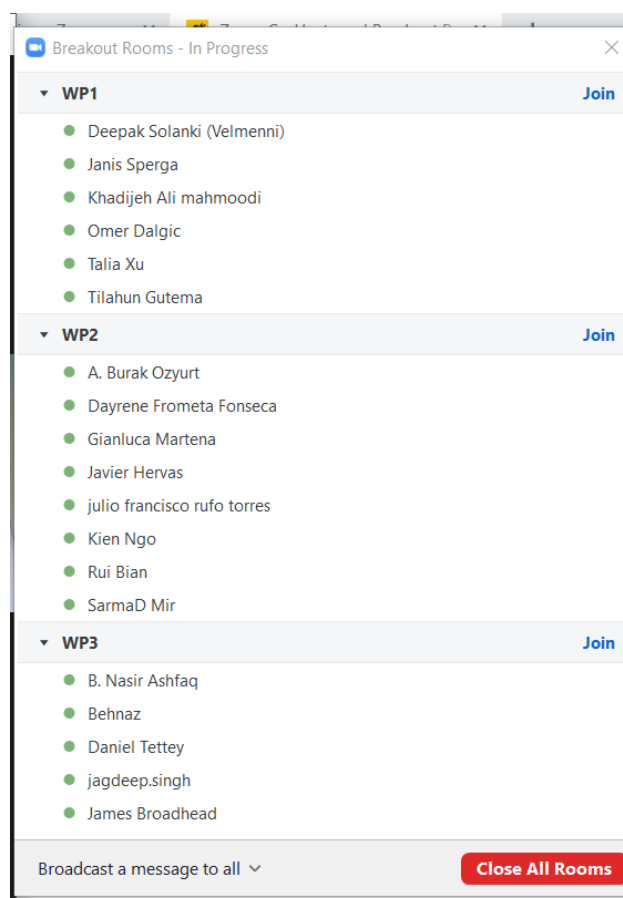 Breakout Rooms - In Progress
WP1 Join
Deepak Solanki (Velmenni)
Janis Sperga
Khadijeh Ali mahmoodi
Omer Dalgic
Talia Xu
Tilahun Gutema
WP2 Join
A. Burak Ozyurt
Dayrene Frometa Fonseca
Gianluca Martena
Javier Hervas
julio francisco rufo torres
Kien Ngo
Rui Bian
SarmaD Mir
WP3 Join
B. Nasir Ashfaq
Behnaz
Daniel Tettey
jagdeep.singh
James Broadhead
Broadcast a message to all Close All Rooms